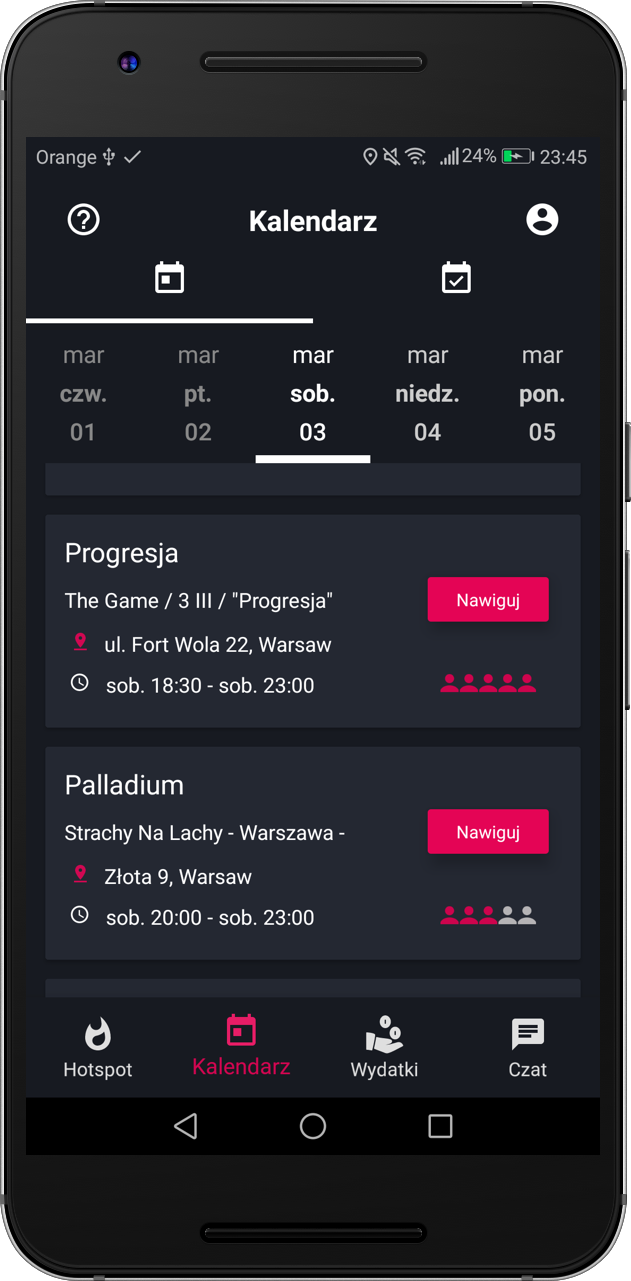 Orange 24% 23:45
Kalendarz
mar mar mar mar mar
czw. pt. sob. niedz. pon.
01 02 03 04 05
Progresja
The Game / 3 III / "Progresja"
Nawiguj
ul. Fort Wola 22, Warsaw
sob. 18:30 - sob. 23:00
Palladium
Strachy Na Lachy - Warszawa -
Nawiguj
Złota 9, Warsaw
sob. 20:00 - sob. 23:00
Hotspot Kalendarz Wydatki Czat